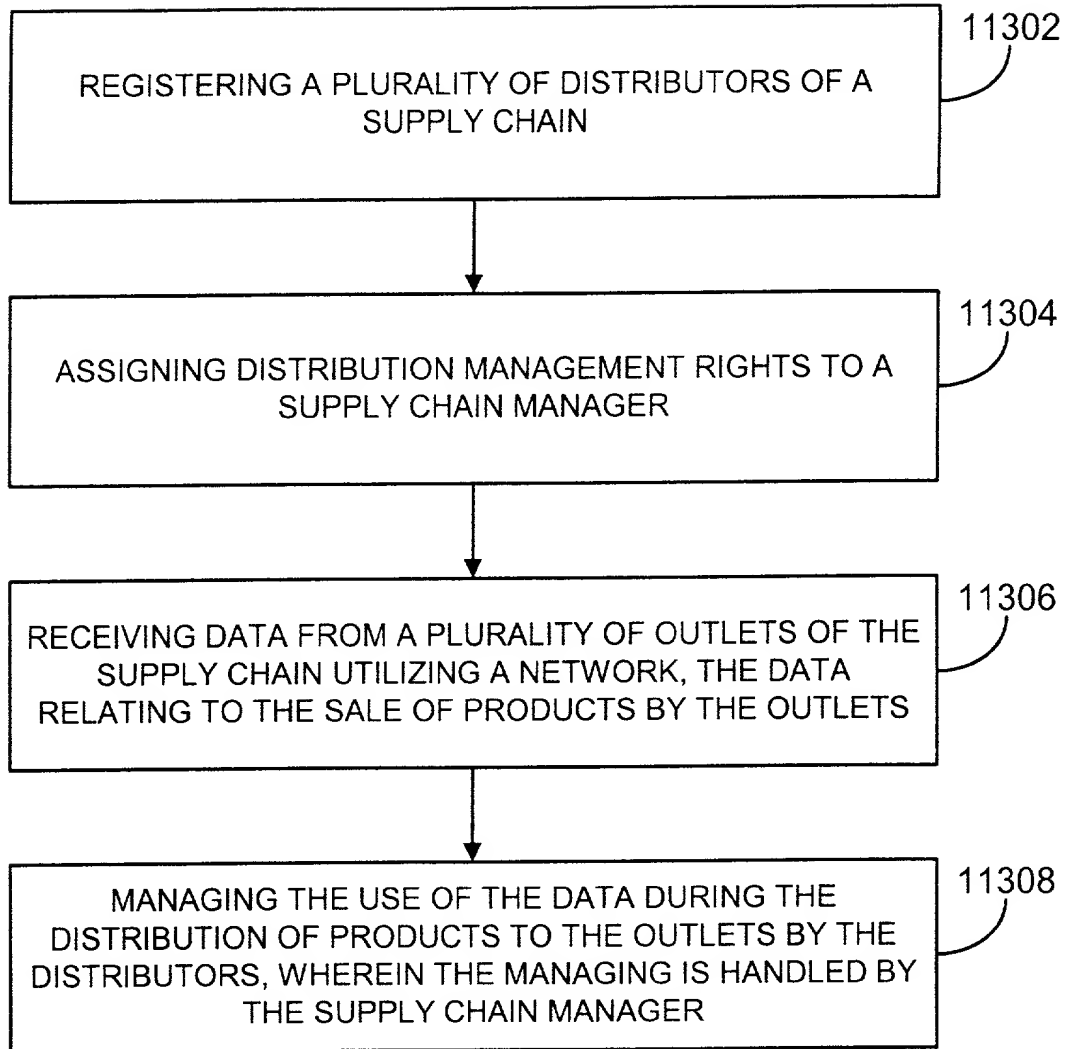 11302
REGISTERING A PLURALITY OF DISTRIBUTORS OF A
SUPPLY CHAIN
11304
ASSIGNING DISTRIBUTION MANAGEMENT RIGHTS TO A
SUPPLY CHAIN MANAGER
11306
RECEIVING DATA FROM A PLURALITY OF OUTLETS OF THE
SUPPLY CHAIN UTILIZING A NETWORK, THE DATA
RELATING TO THE SALE OF PRODUCTS BY THE OUTLETS
11308
MANAGING THE USE OF THE DATA DURING THE
DISTRIBUTION OF PRODUCTS TO THE OUTLETS BY THE
DISTRIBUTORS, WHEREIN THE MANAGING IS HANDLED BY
THE SUPPLY CHAIN MANAGER